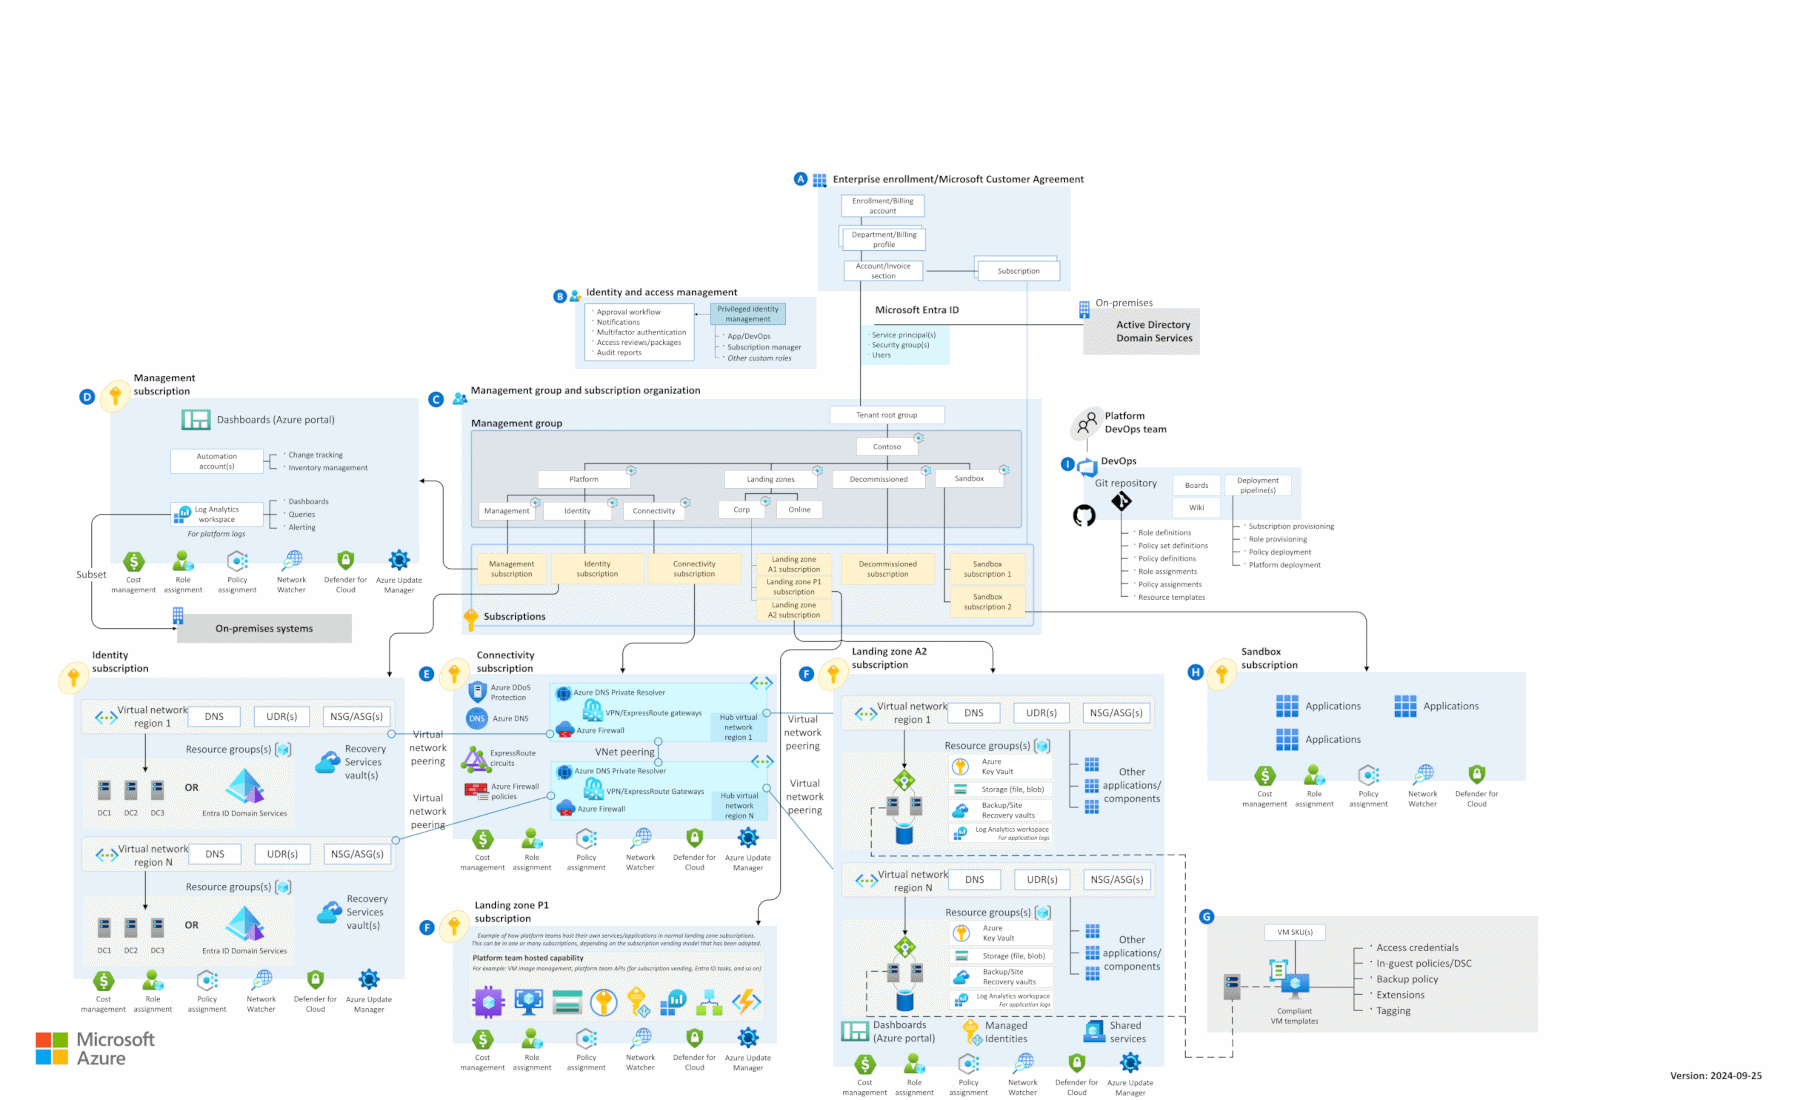 A
Enterprise enrollment/Microsoft Customer Agreement
Enrollment/Billing
account
Department/Billing
profile
Account/Invoice
section
Subscription
B
Identity and access management
· Approval workflow
· Notifications
· Multifactor authentication
· Access reviews/packages
· Audit reports
Privileged identity
management
· App/DevOps
· Subscription manager
· Other custom roles
Microsoft Entra ID
· Service principal(s)
· Security group(s)
· Users
On-premises
Active Directory
Domain Services
D
Management
subscription
Dashboards (Azure portal)
Automation
account(s)
· Change tracking
· Inventory management
Log Analytics
workspace
For platform logs
· Dashboards
· Queries
· Alerting
Cost
management
Role
assignment
Policy
assignment
Network
Watcher
Defender for
Cloud
Azure Update
Manager
Subset
On-premises systems
C
Management group and subscription organization
Management group
Tenant root group
Contoso
Platform
Landing zones
Decommissioned
Sandbox
Management
Identity
Connectivity
Corp
Online
Management
subscription
Identity
subscription
Connectivity
subscription
Landing zone
A1 subscription
Landing zone P1
subscription
Landing zone
A2 subscription
Decommissioned
subscription
Sandbox
subscription 1
Sandbox
subscription 2
Subscriptions
Platform
DevOps team
I
DevOps
Git repository
Boards
Wiki
Deployment
pipeline(s)
· Role definitions
· Policy set definitions
· Policy definitions
· Role assignments
· Policy assignments
· Resource templates
· Subscription provisioning
· Role provisioning
· Policy deployment
· Platform deployment
Identity
subscription
Virtual network
region 1
DNS
UDR(s)
NSG/ASG(s)
Resource groups(s)
Recovery
Services
vault(s)
DC1
DC2
DC3
OR
Entra ID Domain Services
Virtual network
region N
DNS
UDR(s)
NSG/ASG(s)
Resource groups(s)
Recovery
Services
vault(s)
DC1
DC2
DC3
OR
Entra ID Domain Services
Cost
management
Role
assignment
Policy
assignment
Network
Watcher
Defender for
Cloud
Azure Update
Manager
Virtual
network
peering
Virtual
network
peering
E
Connectivity
subscription
Azure DDoS
Protection
DNS
Azure DNS
ExpressRoute
circuits
Azure Firewall
policies
Azure DNS Private Resolver
VPN/ExpressRoute gateways
Azure Firewall
Hub virtual
network
region 1
VNet peering
Azure DNS Private Resolver
VPN/ExpressRoute Gateways
Azure Firewall
Hub virtual
network
region N
Cost
management
Role
assignment
Policy
assignment
Network
Watcher
Defender for
Cloud
Azure Update
Manager
Virtual
network
peering
Virtual
network
peering
F
Landing zone P1
subscription
Example of how platform teams host their own services/applications in normal landing zone subscriptions.
This can be in one or many subscriptions, depending on the subscription vending model that has been adopted.
Platform team hosted capability
For example: VM image management, platform team APIs (for subscription vending, Entra ID tasks, and so on)
Cost
management
Role
assignment
Policy
assignment
Network
Watcher
Defender for
Cloud
Azure Update
Manager
F
Landing zone A2
subscription
Virtual network
region 1
DNS
UDR(s)
NSG/ASG(s)
Resource groups(s)
Azure
Key Vault
Storage (file, blob)
Backup/Site
Recovery vaults
Log Analytics workspace
For application logs
Other
applications/
components
Virtual network
region N
DNS
UDR(s)
NSG/ASG(s)
Resource groups(s)
Azure
Key Vault
Storage (file, blob)
Backup/Site
Recovery vaults
Log Analytics workspace
For application logs
Other
applications/
components
Dashboards
(Azure portal)
Managed
Identities
Shared
services
Cost
management
Role
assignment
Policy
assignment
Network
Watcher
Defender for
Cloud
Azure Update
Manager
H
Sandbox
subscription
Applications
Applications
Applications
Cost
management
Role
assignment
Policy
assignment
Network
Watcher
Defender for
Cloud
G
VM SKU(s)
Compliant
VM templates
· Access credentials
· In-guest policies/DSC
· Backup policy
· Extensions
· Tagging
Microsoft
Azure
Version: 2024-09-25